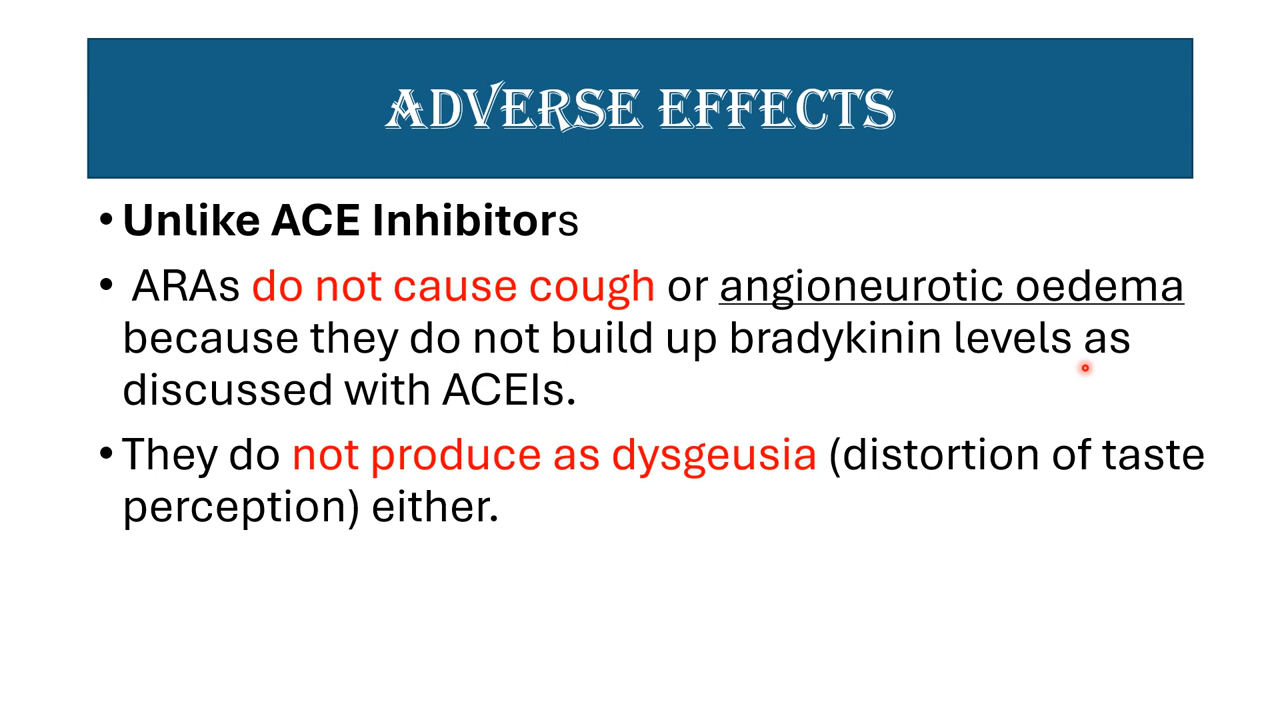 ADVERSE EFFECTS
• Unlike ACE Inhibitors
• ARAs do not cause cough or angioneurotic oedema
because they do not build up bradykinin levels as
discussed with ACEIs.
• They do not produce as dysgeusia (distortion of taste
perception) either.